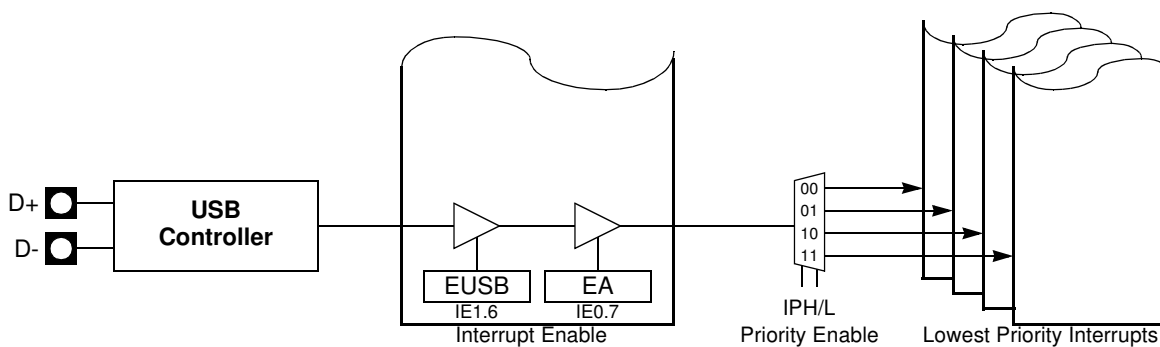 D+
D-
USB
Controller
EUSB
IE1.6
EA
IE0.7
Interrupt Enable
00
01
10
11
IPH/L
Priority Enable
Lowest Priority Interrupts